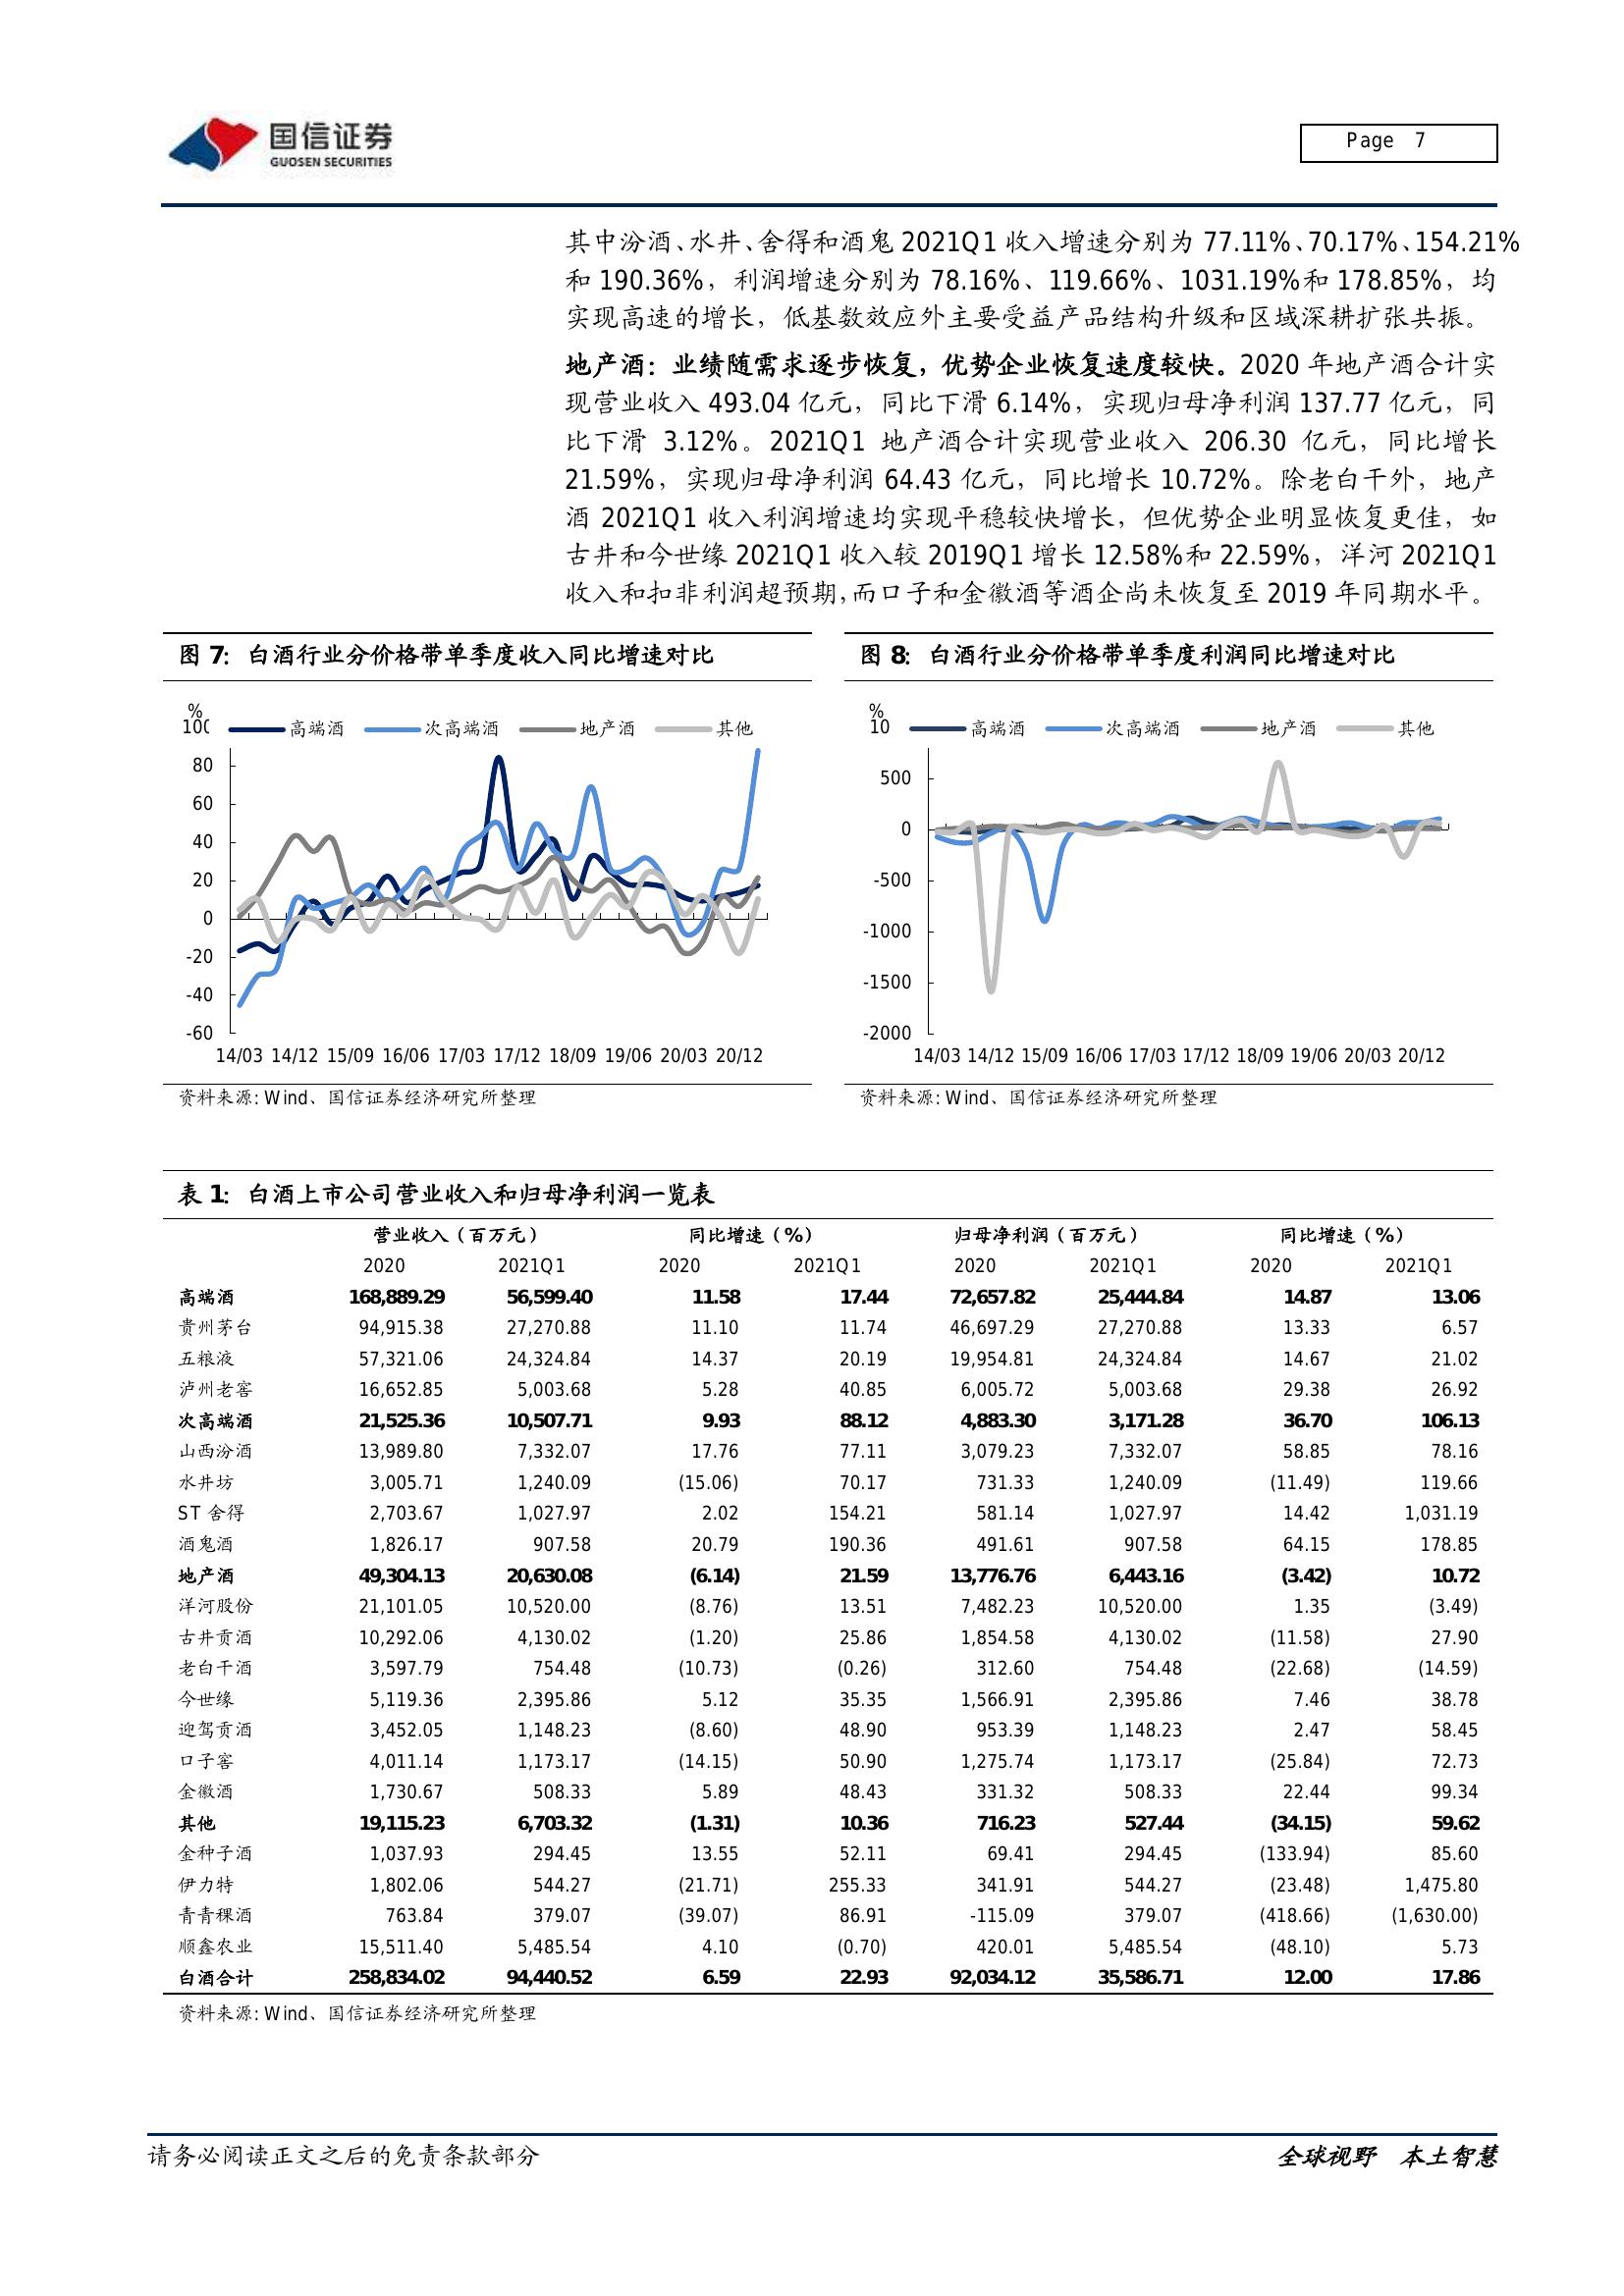 国信证券
GUOSEN SECURITIES
Page 7
其中汾酒、水井、舍得和酒鬼 2021Q1 收入增速分别为 77.11%、70.17%、154.21%
和 190.36%，利润增速分别为 78.16%、119.66%、1031.19%和 178.85%，均
实现高速的增长，低基数效应外主要受益产品结构升级和区域深耕扩张共振。
地产酒：业绩随需求逐步恢复，优势企业恢复速度较快。2020 年地产酒合计实
现营业收入 493.04 亿元，同比下滑 6.14%，实现归母净利润 137.77 亿元，同
比下滑 3.12%。2021Q1 地产酒合计实现营业收入 206.30 亿元，同比增长
21.59%，实现归母净利润 64.43 亿元，同比增长 10.72%。除老白干外，地产
酒 2021Q1 收入利润增速均实现平稳较快增长，但优势企业明显恢复更佳，如
古井和今世缘 2021Q1 收入较 2019Q1 增长 12.58%和 22.59%，洋河 2021Q1
收入和扣非利润超预期，而口子和金徽酒等酒企尚未恢复至 2019 年同期水平。
图 7：白酒行业分价格带单季度收入同比增速对比
%
100 高端酒 次高端酒 地产酒 其他
80
60
40
20
0
-20
-40
-60
14/03 14/12 15/09 16/06 17/03 17/12 18/09 19/06 20/03 20/12
资料来源: Wind、国信证券经济研究所整理
图 8：白酒行业分价格带单季度利润同比增速对比
%
10 高端酒 次高端酒 地产酒 其他
500
0
-500
-1000
-1500
-2000
14/03 14/12 15/09 16/06 17/03 17/12 18/09 19/06 20/03 20/12
资料来源: Wind、国信证券经济研究所整理
表 1：白酒上市公司营业收入和归母净利润一览表
营业收入（百万元） 同比增速（%） 归母净利润（百万元） 同比增速（%）
2020 2021Q1 2020 2021Q1 2020 2021Q1 2020 2021Q1
高端酒 168,889.29 56,599.40 11.58 17.44 72,657.82 25,444.84 14.87 13.06
贵州茅台 94,915.38 27,270.88 11.10 11.74 46,697.29 27,270.88 13.33 6.57
五粮液 57,321.06 24,324.84 14.37 20.19 19,954.81 24,324.84 14.67 21.02
泸州老窖 16,652.85 5,003.68 5.28 40.85 6,005.72 5,003.68 29.38 26.92
次高端酒 21,525.36 10,507.71 9.93 88.12 4,883.30 3,171.28 36.70 106.13
山西汾酒 13,989.80 7,332.07 17.76 77.11 3,079.23 7,332.07 58.85 78.16
水井坊 3,005.71 1,240.09 (15.06) 70.17 731.33 1,240.09 (11.49) 119.66
ST 舍得 2,703.67 1,027.97 2.02 154.21 581.14 1,027.97 14.42 1,031.19
酒鬼酒 1,826.17 907.58 20.79 190.36 491.61 907.58 64.15 178.85
地产酒 49,304.13 20,630.08 (6.14) 21.59 13,776.76 6,443.16 (3.42) 10.72
洋河股份 21,101.05 10,520.00 (8.76) 13.51 7,482.23 10,520.00 1.35 (3.49)
古井贡酒 10,292.06 4,130.02 (1.20) 25.86 1,854.58 4,130.02 (11.58) 27.90
老白干酒 3,597.79 754.48 (10.73) (0.26) 312.60 754.48 (22.68) (14.59)
今世缘 5,119.36 2,395.86 5.12 35.35 1,566.91 2,395.86 7.46 38.78
迎驾贡酒 3,452.05 1,148.23 (8.60) 48.90 953.39 1,148.23 2.47 58.45
口子窖 4,011.14 1,173.17 (14.15) 50.90 1,275.74 1,173.17 (25.84) 72.73
金徽酒 1,730.67 508.33 5.89 48.43 331.32 508.33 22.44 99.34
其他 19,115.23 6,703.32 (1.31) 10.36 716.23 527.44 (34.15) 59.62
金种子酒 1,037.93 294.45 13.55 52.11 69.41 294.45 (133.94) 85.60
伊力特 1,802.06 544.27 (21.71) 255.33 341.91 544.27 (23.48) 1,475.80
青青稞酒 763.84 379.07 (39.07) 86.91 -115.09 379.07 (418.66) (1,630.00)
顺鑫农业 15,511.40 5,485.54 4.10 (0.70) 420.01 5,485.54 (48.10) 5.73
白酒合计 258,834.02 94,440.52 6.59 22.93 92,034.12 35,586.71 12.00 17.86
资料来源: Wind、国信证券经济研究所整理
请务必阅读正文之后的免责条款部分
全球视野 本土智慧